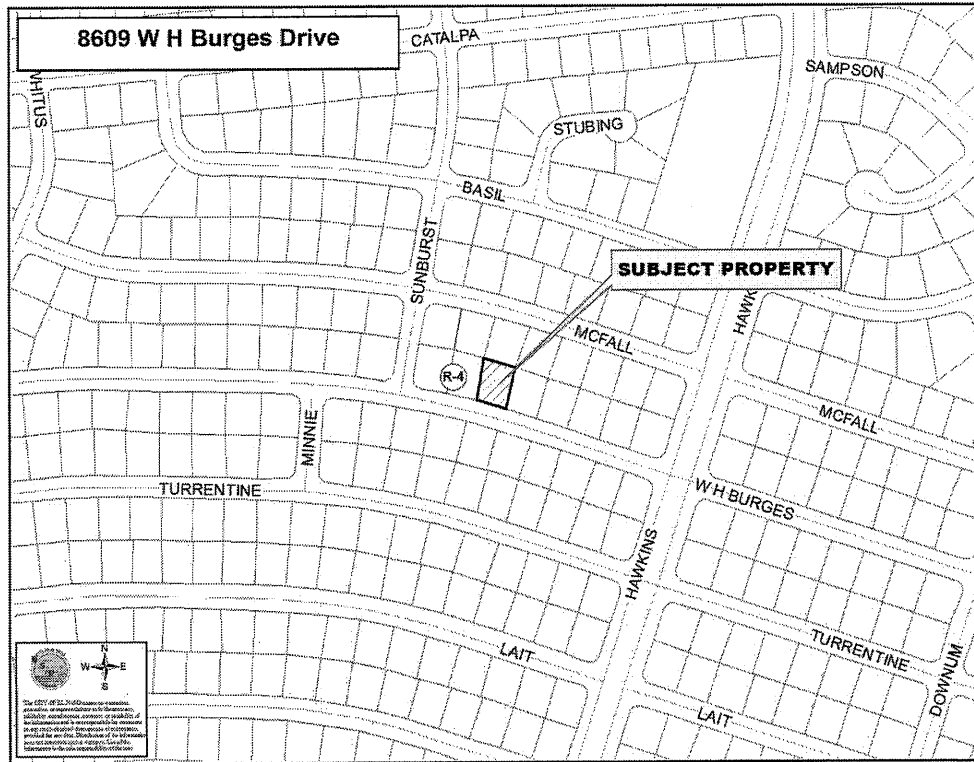 8609 W H Burges Drive
CATALPA
WHITUS
SAMPSON
STUBING
BASIL
SUNBURST
SUBJECT PROPERTY
HAWK
MCFALL
R-4
MCFALL
MINNIE
TURRENTINE
W H BURGES
HAWKINS
LAIT
TURRENTINE
DOWNUM
LAIT
N
W E
S